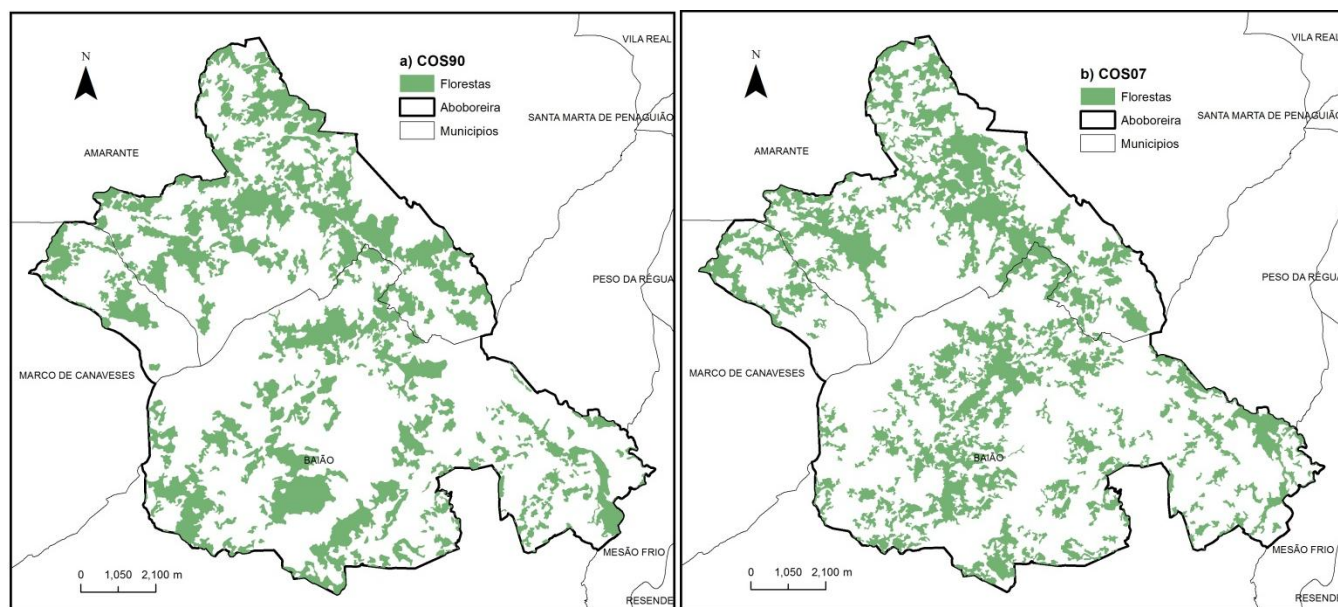 VILA REAL
N
a) COS90
Florestas
Aboboreira
Municipios
SANTA MARTA DE PENAGUIÃO
AMARANTE
PESO DA RÉGUA
MARCO DE CANAVESES
BAIÃO
MESÃO FRIO
0 1,050 2,100 m
RESENDE
VILA REAL
N
b) COS07
Florestas
Aboboreira
Municipios
SANTA MARTA DE PENAGUIÃO
AMARANTE
PESO DA RÉGUA
MARCO DE CANAVESES
BAIÃO
MESÃO FRIO
0 1,050 2,100 m
RESENDE